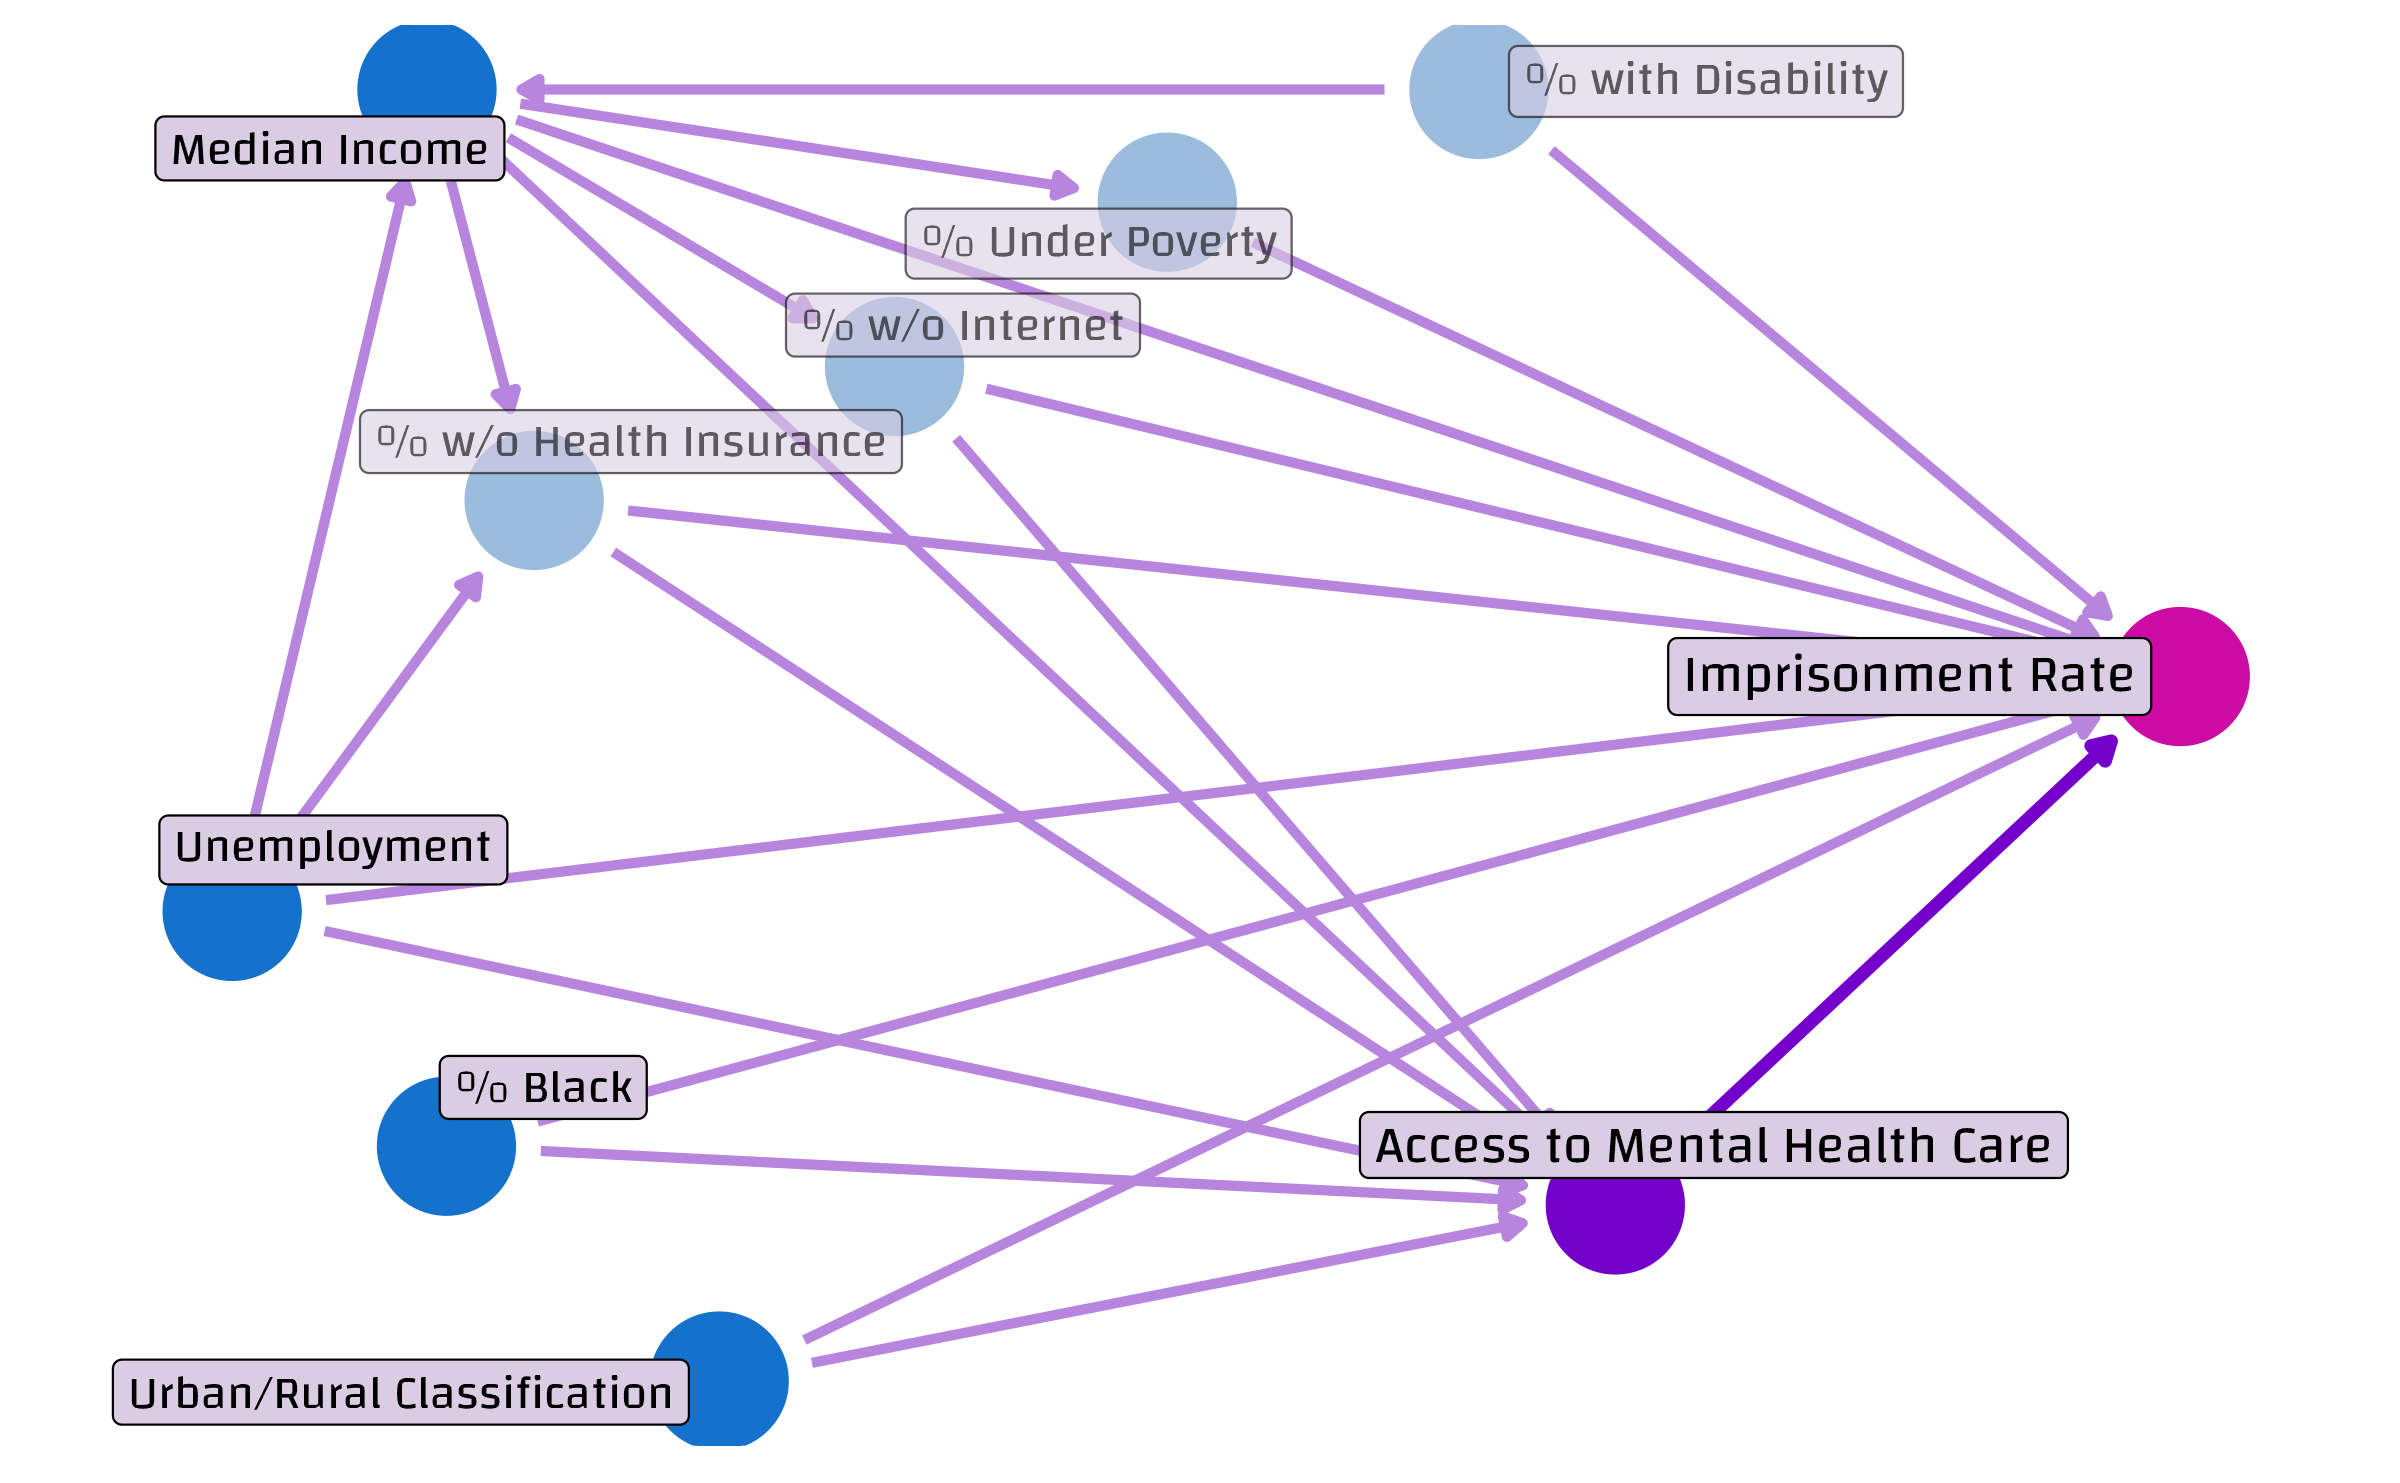 % with Disability
Median Income
% Under Poverty
% w/o Internet
% w/o Health Insurance
Imprisonment Rate
Unemployment
% Black
Access to Mental Health Care
Urban/Rural Classification